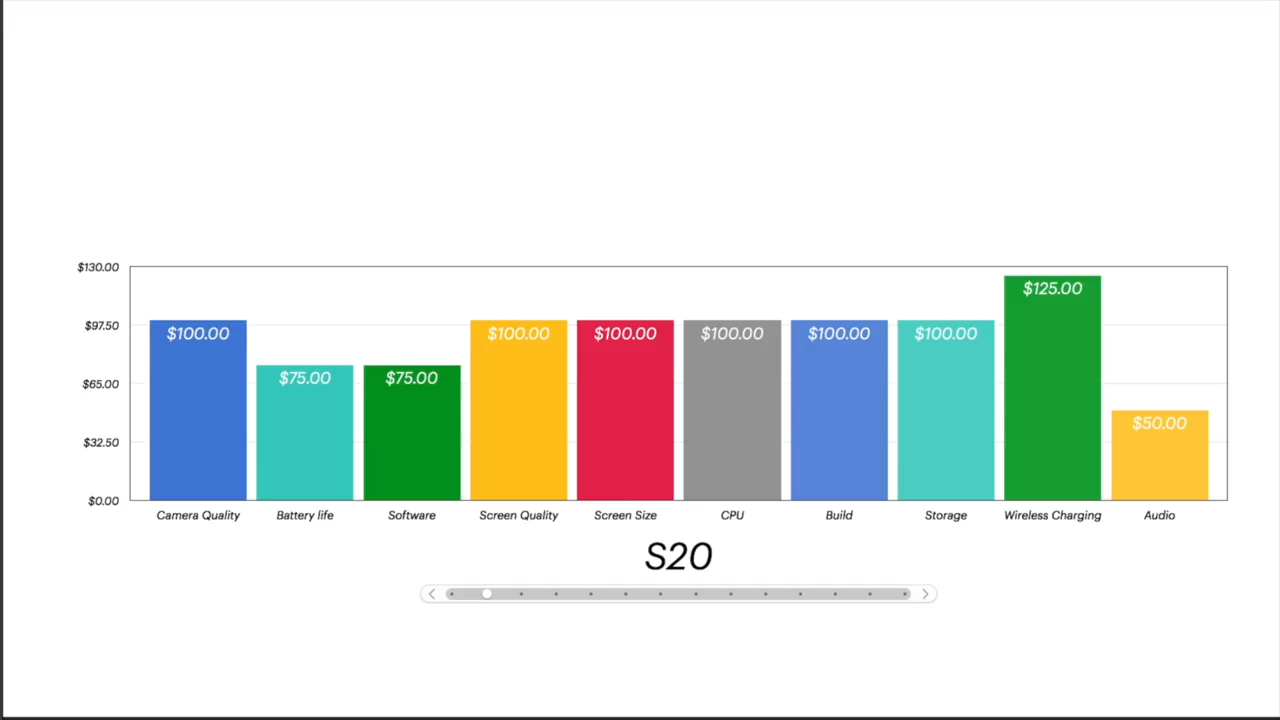 $130.00
$97.50
$65.00
$32.50
$0.00
$100.00
$75.00
$75.00
$100.00
$100.00
$100.00
$100.00
$100.00
$125.00
$50.00
Camera Quality
Battery life
Software
Screen Quality
Screen Size
CPU
Build
Storage
Wireless Charging
Audio
S20